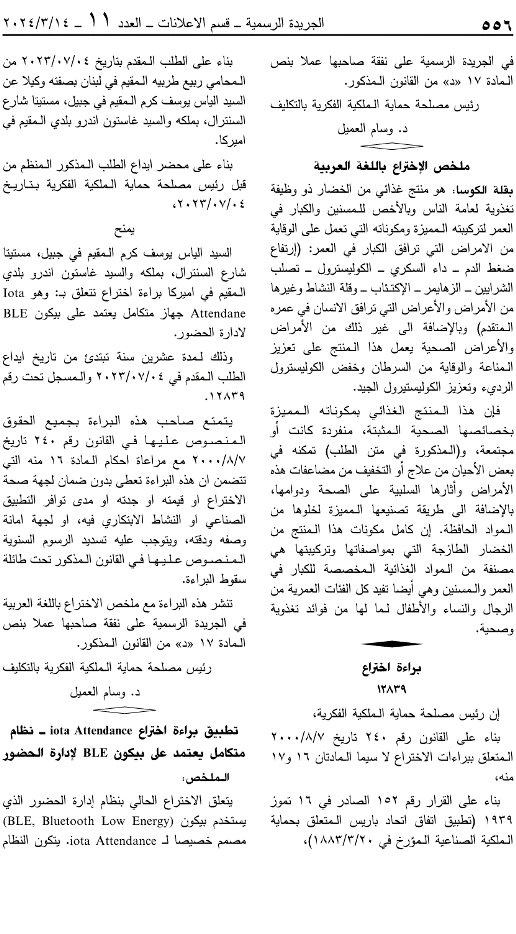 ٥٥٦
الجريدة الرسمية ـ قسم الاعلانات ـ العدد ١١ ـ ٢٠٢٤/٣/١٤
في الجريدة الرسمية على نفقة صاحبها عملا بنص
المادة ١٧ «د» من القانون المذكور.
رئيس مصلحة حماية الملكية الفكرية بالتكليف
د. وسام العميل
ملخص الإختراع باللغة العربية
بقلة الكوسا: هو منتج غذائي من الخضار ذو وظيفة
تغذوية لعامة الناس وبالأخص للمسنين والكبار في
العمر لتركيبته المميزة ومكوناته التي تعمل على الوقاية
من الامراض التي ترافق الكبار في العمر: (إرتفاع
ضغط الدم ـ داء السكري ـ الكوليسترول ـ تصلب
الشرايين ـ الزهايمر ـ الإكتئاب ـ وقلة النشاط وغيرها
من الأمراض والأعراض التي ترافق الانسان في عمره
المتقدم) وبالإضافة الى غير ذلك من الأمراض
والأعراض الصحية يعمل هذا المنتج على تعزيز
المناعة والوقاية من السرطان وخفض الكوليسترول
الرديء وتعزيز الكوليستيرول الجيد.
فإن هذا المنتج الغذائي بمكوناته المميزة
بخصائصها الصحية المثبتة، منفردة كانت أو
مجتمعة، و(المذكورة في متن الطلب) تمكنه في
بعض الأحيان من علاج أو التخفيف من مضاعفات هذه
الأمراض وأثارها السلبية على الصحة ودوامها،
بالإضافة الى طريقة تصنيعها المميزة لخلوها من
المواد الحافظة. إن كامل مكونات هذا المنتج من
الخضار الطازجة التي بمواصفاتها وتركيبتها هي
مصنفة من المواد الغذائية المخصصة للكبار في
العمر والمسنين وهي أيضا تفيد كل الفئات العمرية من
الرجال والنساء والأطفال لما لها من فوائد تغذوية
وصحية.
براءة اختراع
١٢٨٣٩
إن رئيس مصلحة حماية الملكية الفكرية،
بناء على القانون رقم ٢٤٠ تاريخ ٢٠٠٠/٨/٧
المتعلق ببراءات الاختراع لا سيما المادتان ١٦ و١٧
منه،
بناء على القرار رقم ١٥٢ الصادر في ١٦ تموز
١٩٣٩ (تطبيق اتفاق اتحاد باريس المتعلق بحماية
الملكية الصناعية المؤرخ في ١٨٨٣/٣/٢٠)،
بناء على الطلب المقدم بتاريخ ٢٠٢٣/٠٧/٠٤ من
المحامي ربيع طربيه المقيم في لبنان بصفته وكيلا عن
السيد الياس يوسف كرم المقيم في جبيل، مستيتا شارع
السنترال، بملكه والسيد غاستون اندرو بلدي المقيم في
اميركا.
بناء على محضر ايداع الطلب المذكور المنظم من
قبل رئيس مصلحة حماية الملكية الفكرية بتاريخ
٢٠٢٣/٠٧/٠٤،
يمنح
السيد الياس يوسف كرم المقيم في جبيل، مستيتا
شارع السنترال، بملكه والسيد غاستون اندرو بلدي
المقيم في اميركا براءة اختراع تتعلق بـ: وهو Iota
Attendane جهاز متكامل يعتمد على بيكون BLE
لادارة الحضور.
وذلك لمدة عشرين سنة تبتدئ من تاريخ ايداع
الطلب المقدم في ٢٠٢٣/٠٧/٠٤ والمسجل تحت رقم
١٢٨٣٩.
يتمتع صاحب هذه البراءة بجميع الحقوق
المنصوص عليها في القانون رقم ٢٤٠ تاريخ
٢٠٠٠/٨/٧ مع مراعاة احكام المادة ١٦ منه التي
تتضمن ان هذه البراءة تعطى بدون ضمان لجهة صحة
الاختراع او قيمته او جدته او مدى توافر التطبيق
الصناعي او النشاط الابتكاري فيه، او لجهة امانة
وصفه ودقته، ويتوجب عليه تسديد الرسوم السنوية
المنصوص عليها في القانون المذكور تحت طائلة
سقوط البراءة.
تنشر هذه البراءة مع ملخص الاختراع باللغة العربية
في الجريدة الرسمية على نفقة صاحبها عملا بنص
المادة ١٧ «د» من القانون المذكور.
رئيس مصلحة حماية الملكية الفكرية بالتكليف
د. وسام العميل
تطبيق براءة اختراع iota Attendance ـ نظام
متكامل يعتمد على بيكون BLE لإدارة الحضور
الملخص:
يتعلق الاختراع الحالي بنظام إدارة الحضور الذي
يستخدم بيكون (BLE, Bluetooth Low Energy)
مصمم خصيصا لـ iota Attendance. يتكون النظام